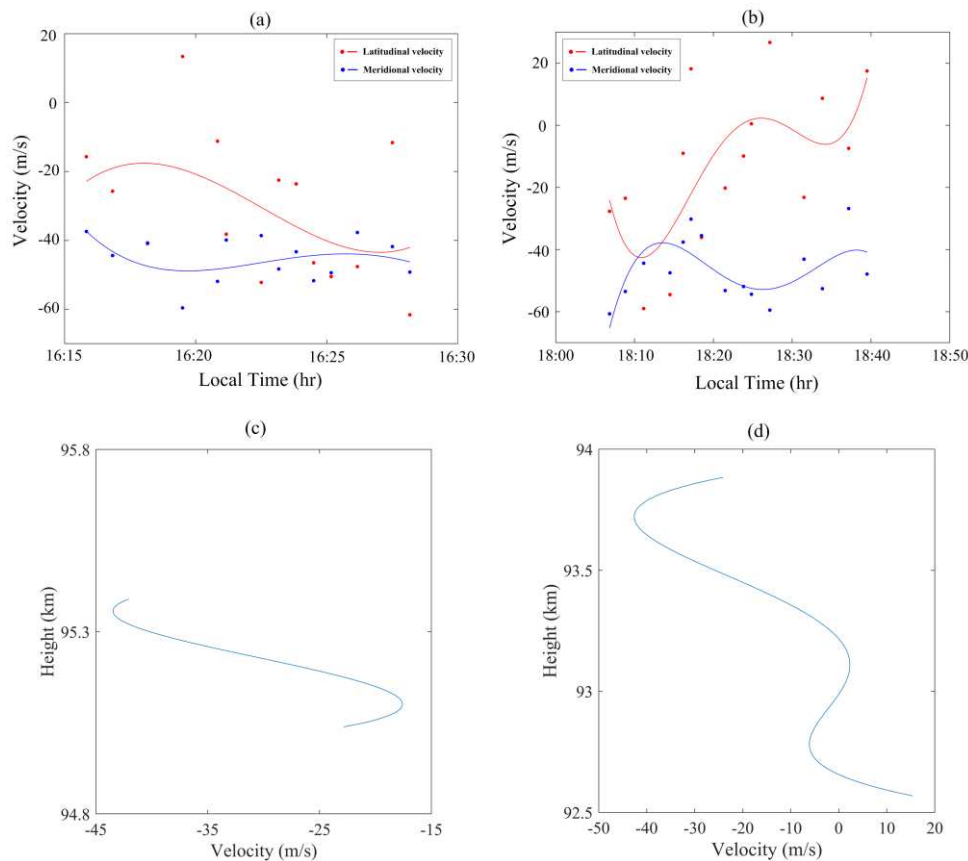 (a)
20
0
-20
-40
-60
Velocity (m/s)
Latitudinal velocity
Meridional velocity
16:15
16:20
16:25
16:30
Local Time (hr)
(b)
20
0
-20
-40
-60
Velocity (m/s)
Latitudinal velocity
Meridional velocity
18:00
18:10
18:20
18:30
18:40
18:50
Local Time (hr)
(c)
95.8
95.3
94.8
Height (km)
-45
-35
-25
-15
Velocity (m/s)
(d)
94
93.5
93
92.5
Height (km)
-50
-40
-30
-20
-10
0
10
20
Velocity (m/s)